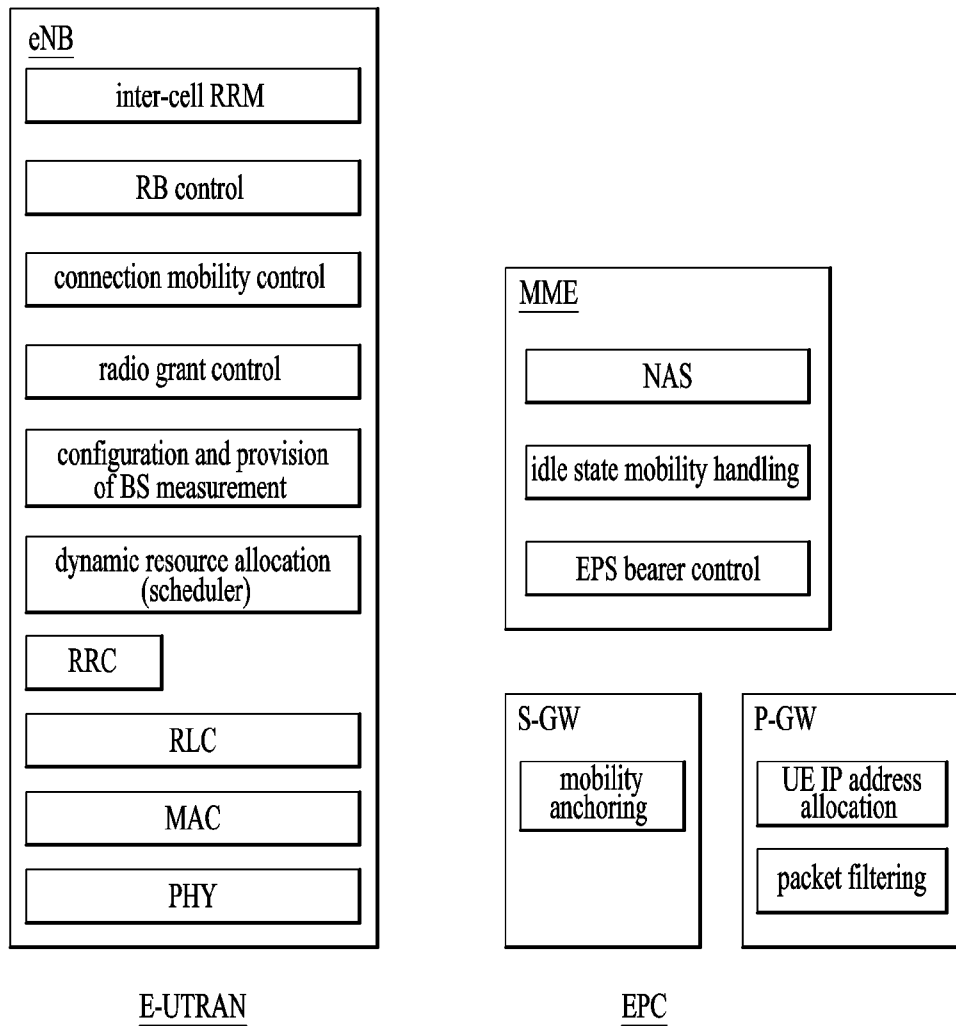 eNB
inter-cell RRM
RB control
connection mobility control
radio grant control
configuration and provision
of BS measurement
dynamic resource allocation
(scheduler)
RRC
RLC
MAC
PHY
E-UTRAN
MME
NAS
idle state mobility handling
EPS bearer control
S-GW
mobility
anchoring
P-GW
UE IP address
allocation
packet filtering
EPC